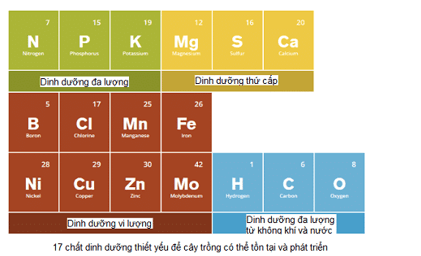 7 15 19 12 16 20
N P K Mg S Ca
Nitrogen Phosphorus Potassium Magnesium Sulfur Calcium
Dinh dưỡng đa lượng Dinh dưỡng thứ cấp
5 17 25 26
B Cl Mn Fe
Boron Chlorine Manganese Iron
28 29 30 42 1 6 8
Ni Cu Zn Mo H C O
Nickel Copper Zinc Molybdenum Hydrogen Carbon Oxygen
Dinh dưỡng vi lượng Dinh dưỡng đa lượng
từ không khí và nước
17 chất dinh dưỡng thiết yếu để cây trồng có thể tồn tại và phát triển